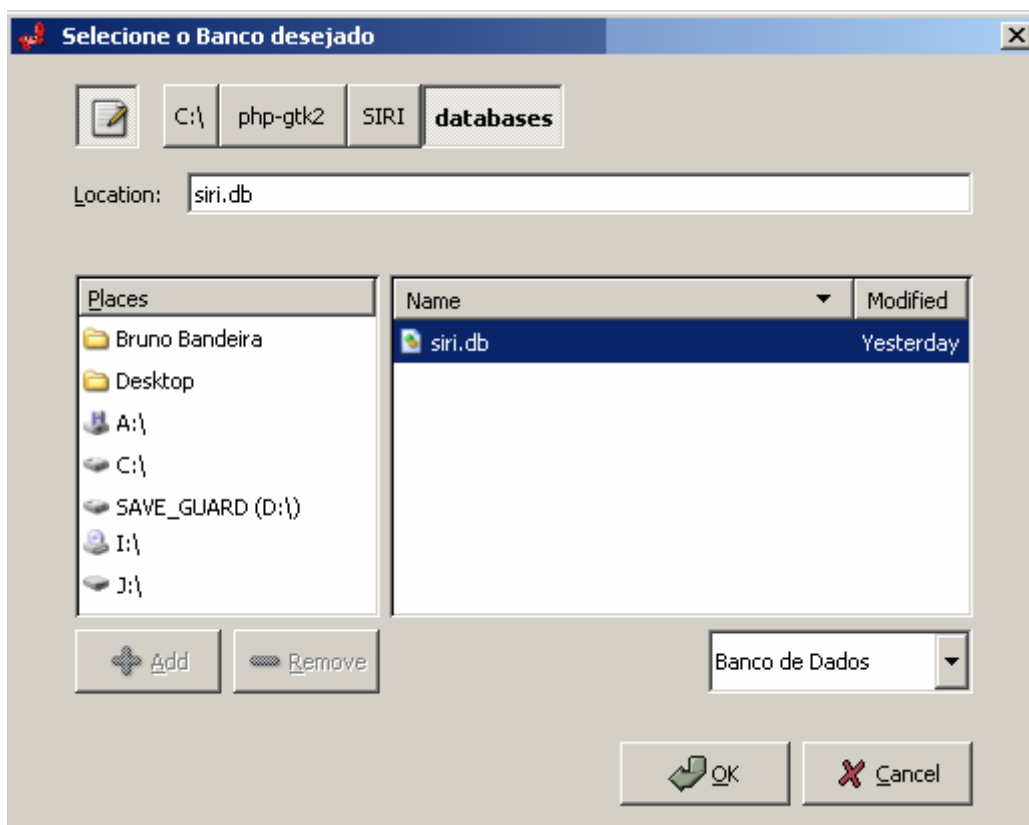 Selecione o Banco desejado
C:\ php-gtk2 SIRI databases
Location: siri.db
Places
Bruno Bandeira
Desktop
A:\
C:\
SAVE_GUARD (D:\)
I:\
J:\
Name Modified
siri.db Yesterday
Add Remove
Banco de Dados
OK Cancel